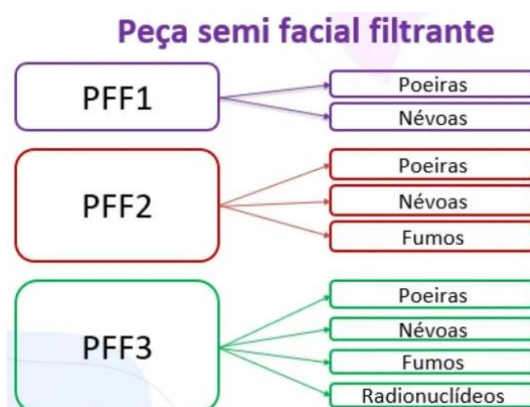 Peça semi facial filtrante
PFF1
Poeiras
Névoas
PFF2
Poeiras
Névoas
Fumos
PFF3
Poeiras
Névoas
Fumos
Radionuclídeos